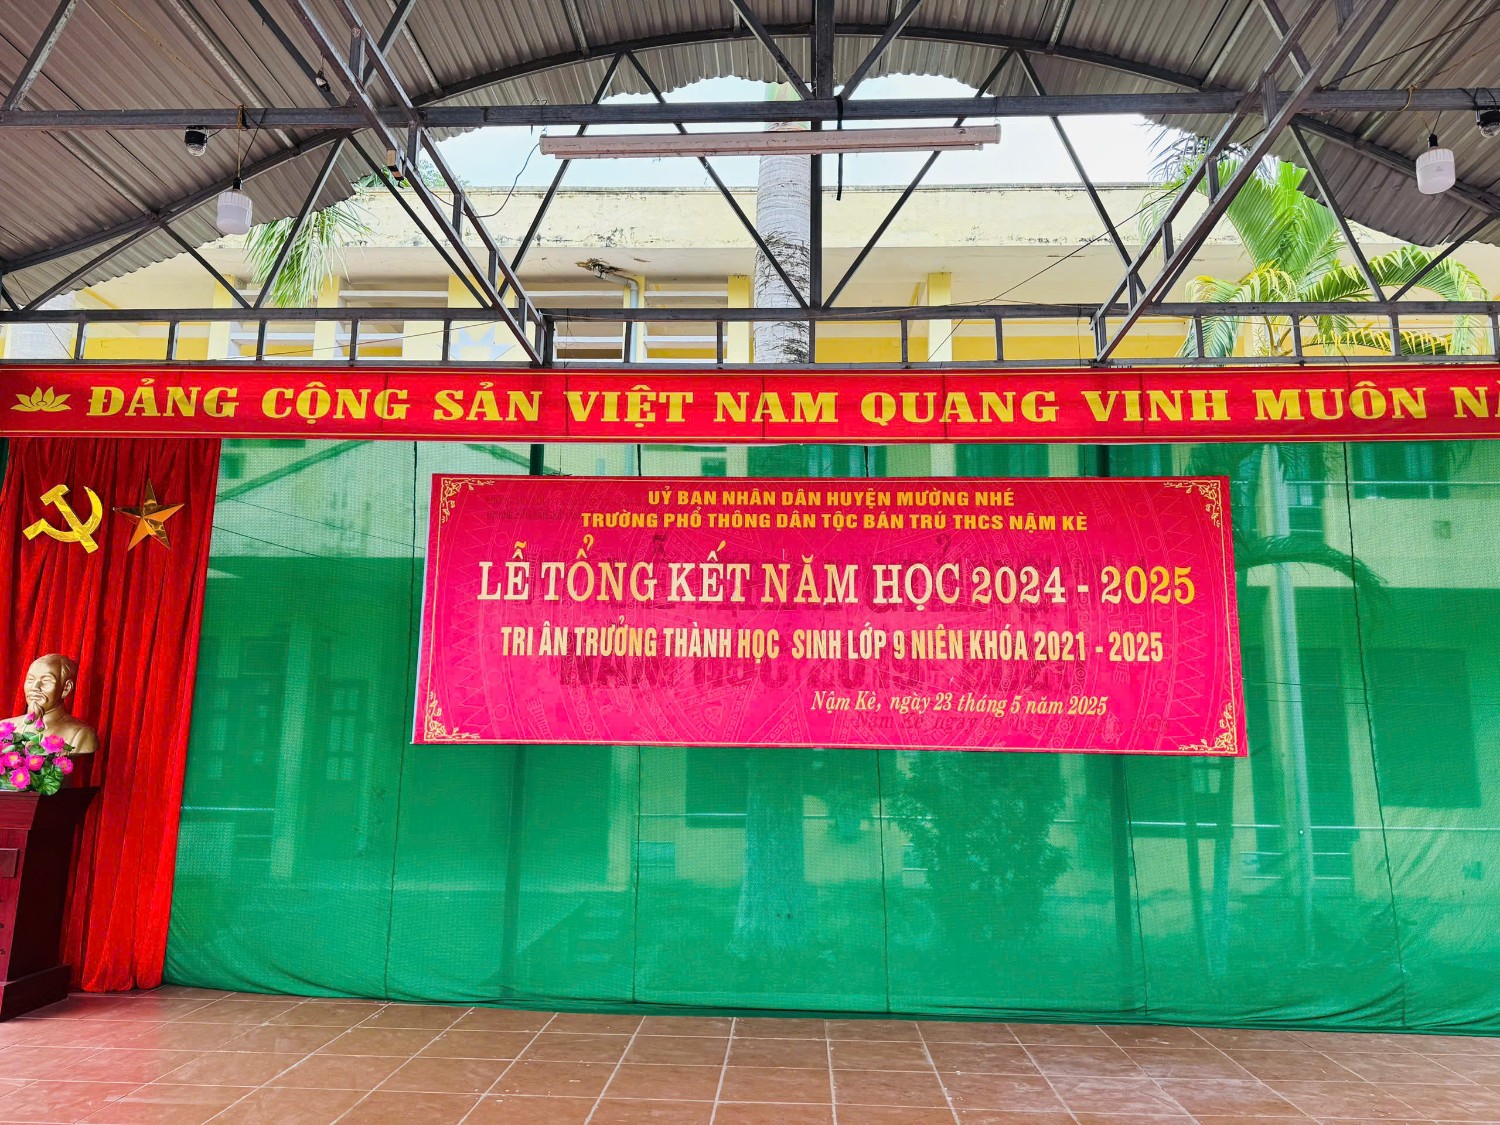 ĐẢNG CỘNG SẢN VIỆT NAM QUANG VINH MUÔN
UỶ BAN NHÂN DÂN HUYỆN MƯỜNG NHÉ
TRƯỜNG PHỔ THÔNG DÂN TỘC BÁN TRÚ THCS NẬM KÈ
LỄ TỔNG KẾT NĂM HỌC 2024 - 2025
TRI ÂN TRƯỞNG THÀNH HỌC SINH LỚP 9 NIÊN KHÓA 2021 - 2025
Nậm Kè, ngày 23 tháng 5 năm 2025